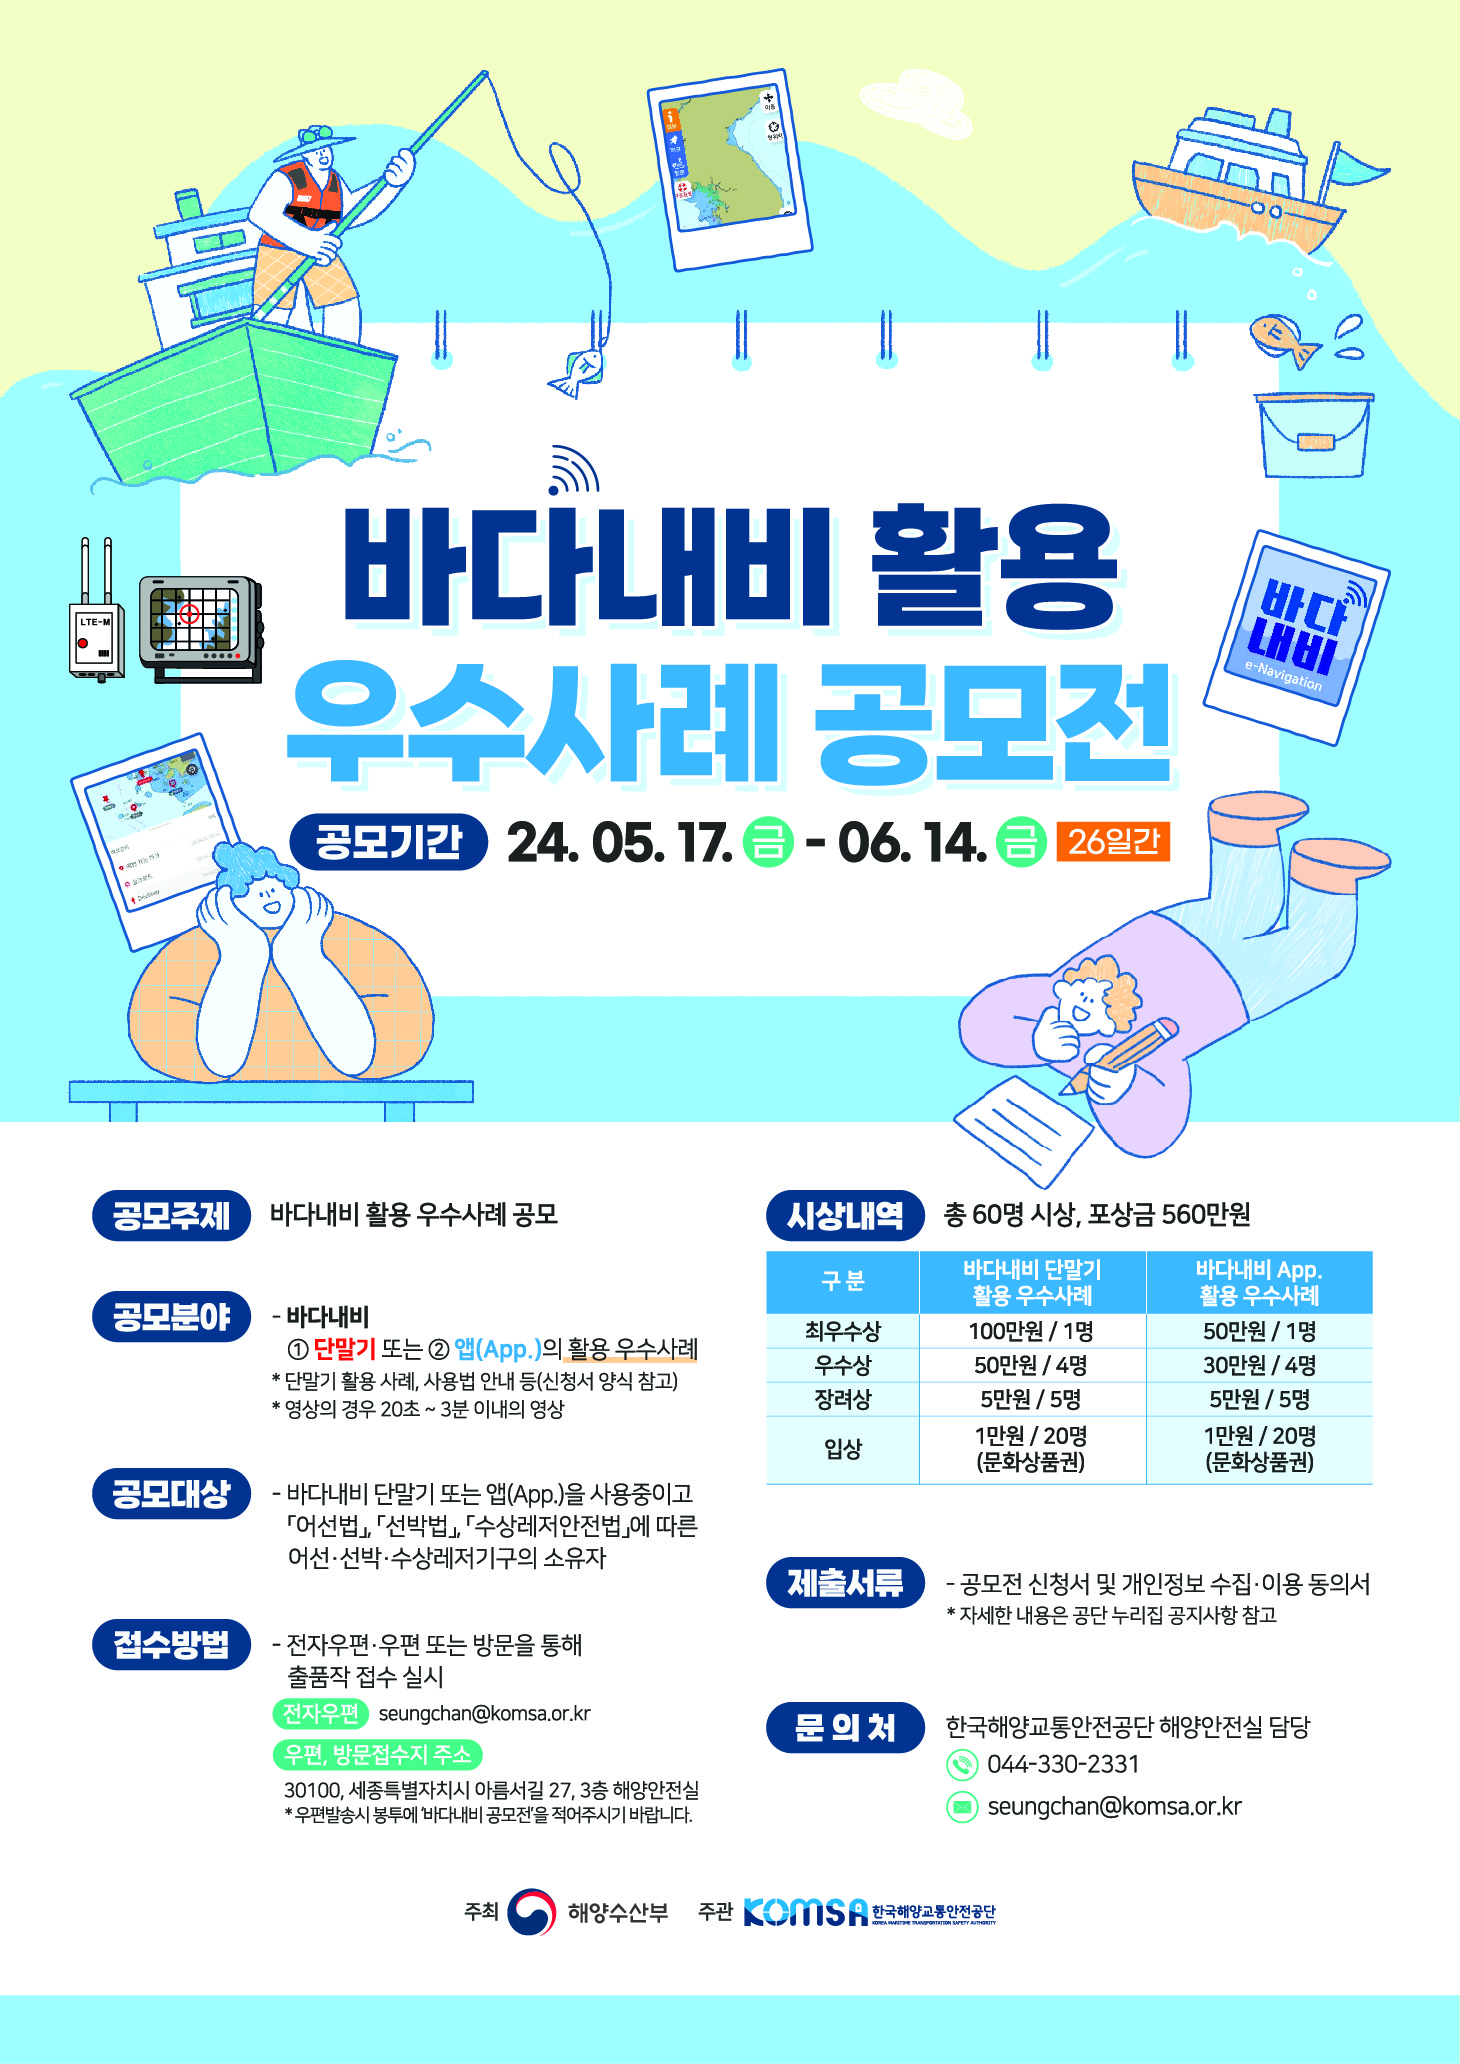 이동
현위치
LTE-M
바다
내비
e-Navigation
바다내비 활용
우수사례 공모전
공모기간 24. 05. 17. 금 - 06. 14. 금 26일간
공모주제 바다내비 활용 우수사례 공모
공모분야 - 바다내비
① 단말기 또는 ② 앱(App.)의 활용 우수사례
* 단말기 활용 사례, 사용법 안내 등(신청서 양식 참고)
* 영상의 경우 20초 ~ 3분 이내의 영상
공모대상 - 바다내비 단말기 또는 앱(App.)을 사용중이고
「어선법」, 「선박법」, 「수상레저안전법」에 따른
어선·선박·수상레저기구의 소유자
접수방법 - 전자우편·우편 또는 방문을 통해
출품작 접수 실시
전자우편 seungchan@komsa.or.kr
우편, 방문접수지 주소
30100, 세종특별자치시 아름서길 27, 3층 해양안전실
* 우편발송시 봉투에 '바다내비 공모전'을 적어주시기 바랍니다.
시상내역 총 60명 시상, 포상금 560만원
구 분 바다내비 단말기 활용 우수사례 바다내비 App. 활용 우수사례
최우수상 100만원 / 1명 50만원 / 1명
우수상 50만원 / 4명 30만원 / 4명
장려상 5만원 / 5명 5만원 / 5명
입상 1만원 / 20명 (문화상품권) 1만원 / 20명 (문화상품권)
제출서류 - 공모전 신청서 및 개인정보 수집·이용 동의서
* 자세한 내용은 공단 누리집 공지사항 참고
문 의 처 한국해양교통안전공단 해양안전실 담당
044-330-2331
seungchan@komsa.or.kr
주최 해양수산부 주관 KOMSA 한국해양교통안전공단
KOREA MARITIME TRANSPORTATION SAFETY AUTHORITY